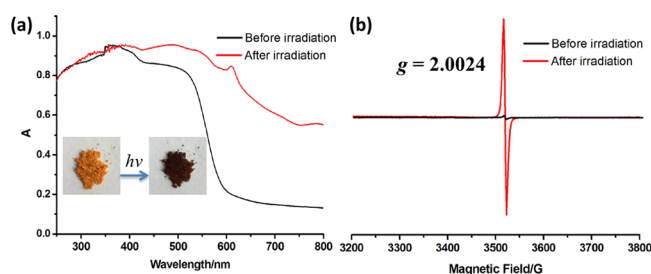 (a)
Before irradiation
After irradiation
1.0
0.8
0.6
0.4
0.2
0.0
A
hν
300 400 500 600 700 800
Wavelength/nm
(b)
Before irradiation
After irradiation
g = 2.0024
3200 3300 3400 3500 3600 3700 3800
Magnetic Field/G